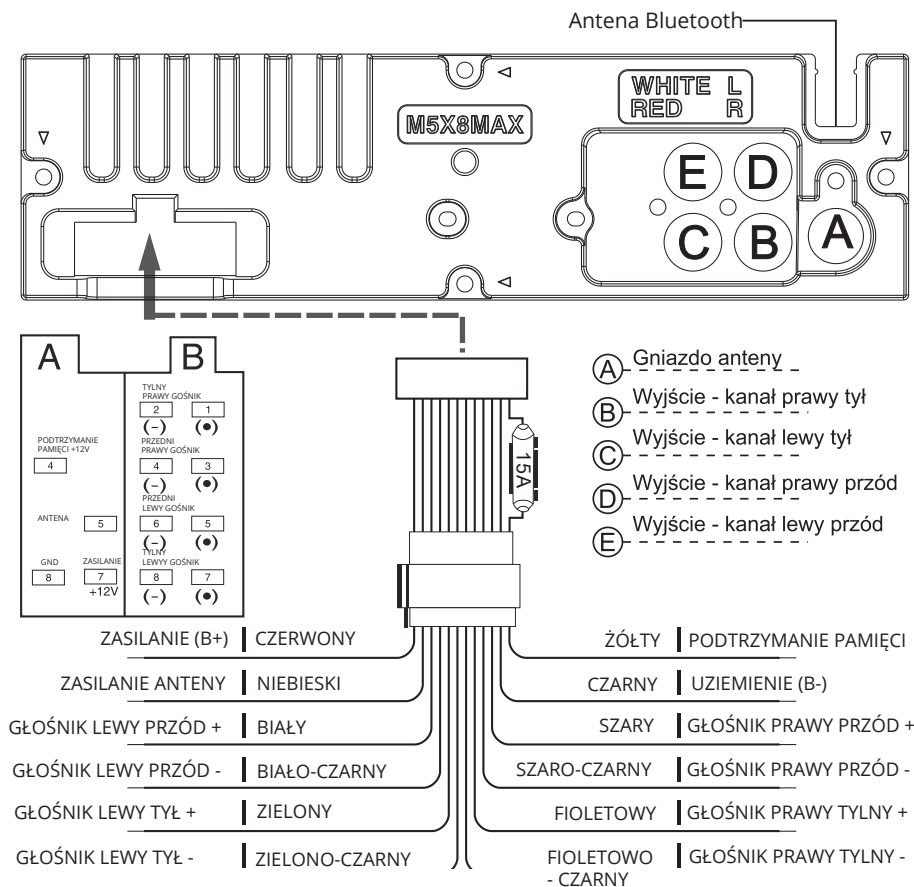 Antena Bluetooth
WHITE L
RED R
M5X8MAX
E D
C B A
A B
TYLNY
PRAWY GOŚNIK
2 1
(-) (●)
PODTRZYMANIE
PAMIĘCI +12V
4
PRZEDNI
PRAWY GOŚNIK
4 3
(-) (●)
PRZEDNI
LEWY GOŚNIK
ANTENA 5
6 5
(-) (●)
TYLNY
LEWYY GOŚNIK
GND ZASILANIE
8 7
+12V
8 7
(-) (●)
15A
A Gniazdo anteny
B Wyjście - kanał prawy tył
C Wyjście - kanał lewy tył
D Wyjście - kanał prawy przód
E Wyjście - kanał lewy przód
ZASILANIE (B+) | CZERWONY
ZASILANIE ANTENY | NIEBIESKI
GŁOŚNIK LEWY PRZÓD + | BIAŁY
GŁOŚNIK LEWY PRZÓD - | BIAŁO-CZARNY
GŁOŚNIK LEWY TYŁ + | ZIELONY
GŁOŚNIK LEWY TYŁ - | ZIELONO-CZARNY
ŻÓŁTY | PODTRZYMANIE PAMIĘCI
CZARNY | UZIEMIENIE (B-)
SZARY | GŁOŚNIK PRAWY PRZÓD +
SZARO-CZARNY | GŁOŚNIK PRAWY PRZÓD -
FIOLETOWY | GŁOŚNIK PRAWY TYLNY +
FIOLETOWO | GŁOŚNIK PRAWY TYLNY -
- CZARNY